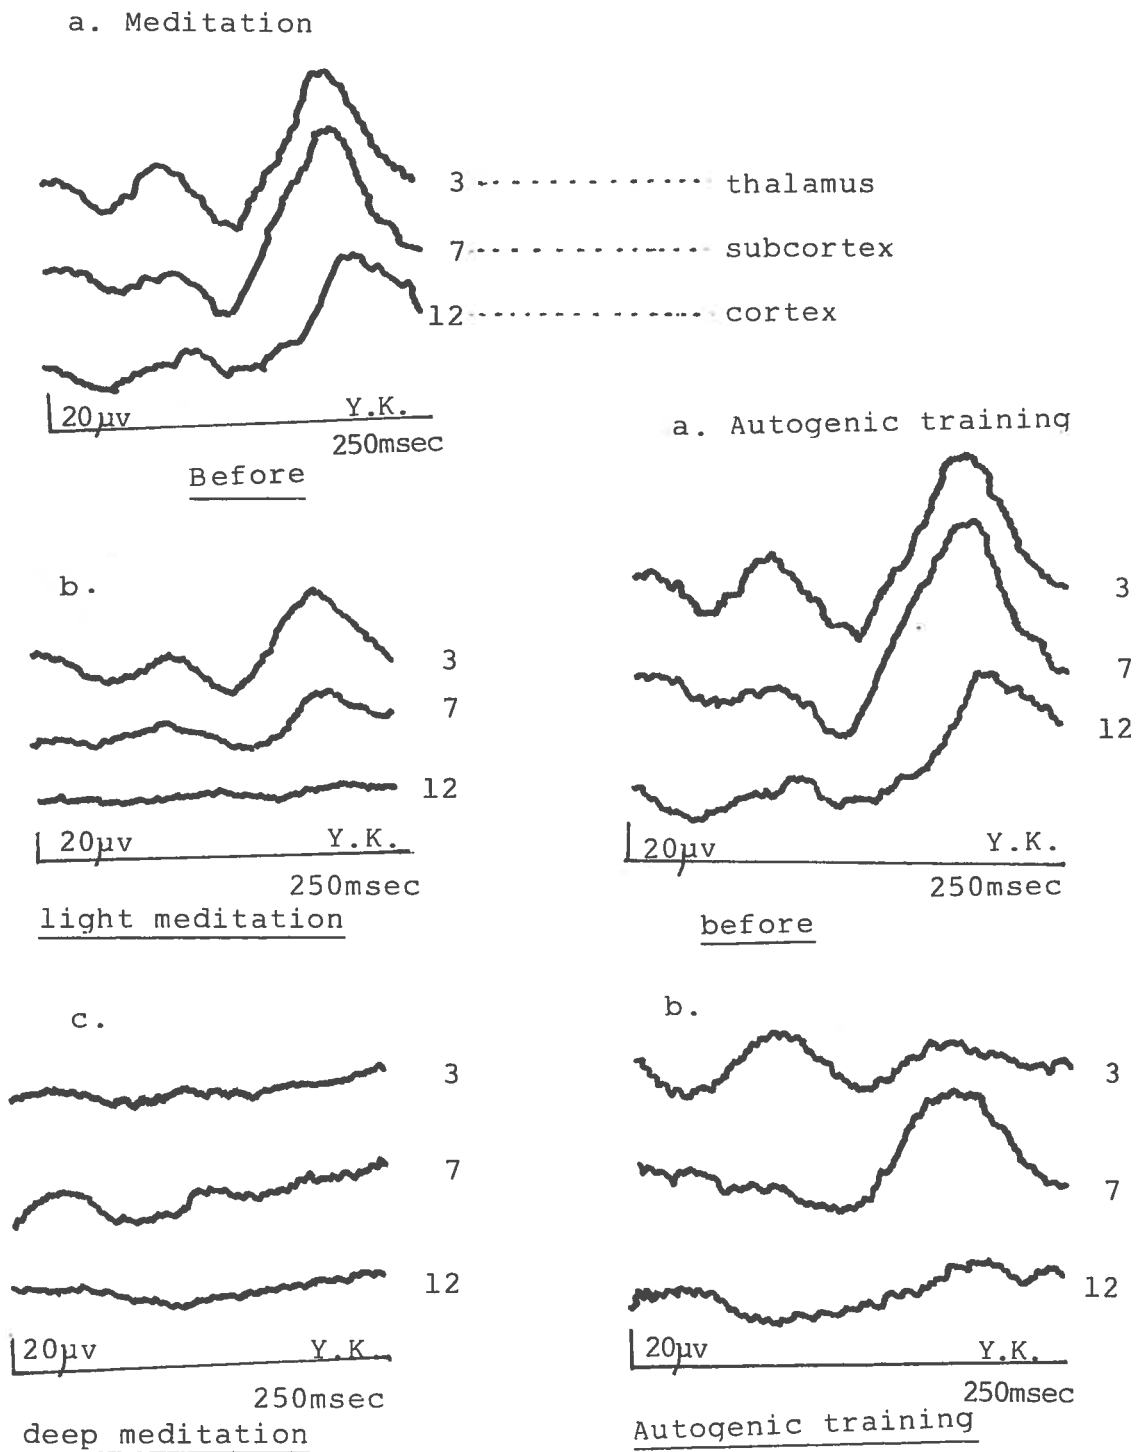 a. Meditation
3 thalamus
7 subcortex
12 cortex
20μv Y.K.
250msec
Before
b.
3
7
12
20μv Y.K.
250msec
light meditation
c.
3
7
12
20μv Y.K.
250msec
deep meditation
a. Autogenic training
3
7
12
20μv Y.K.
250msec
before
b.
3
7
12
20μv Y.K.
250msec
Autogenic training